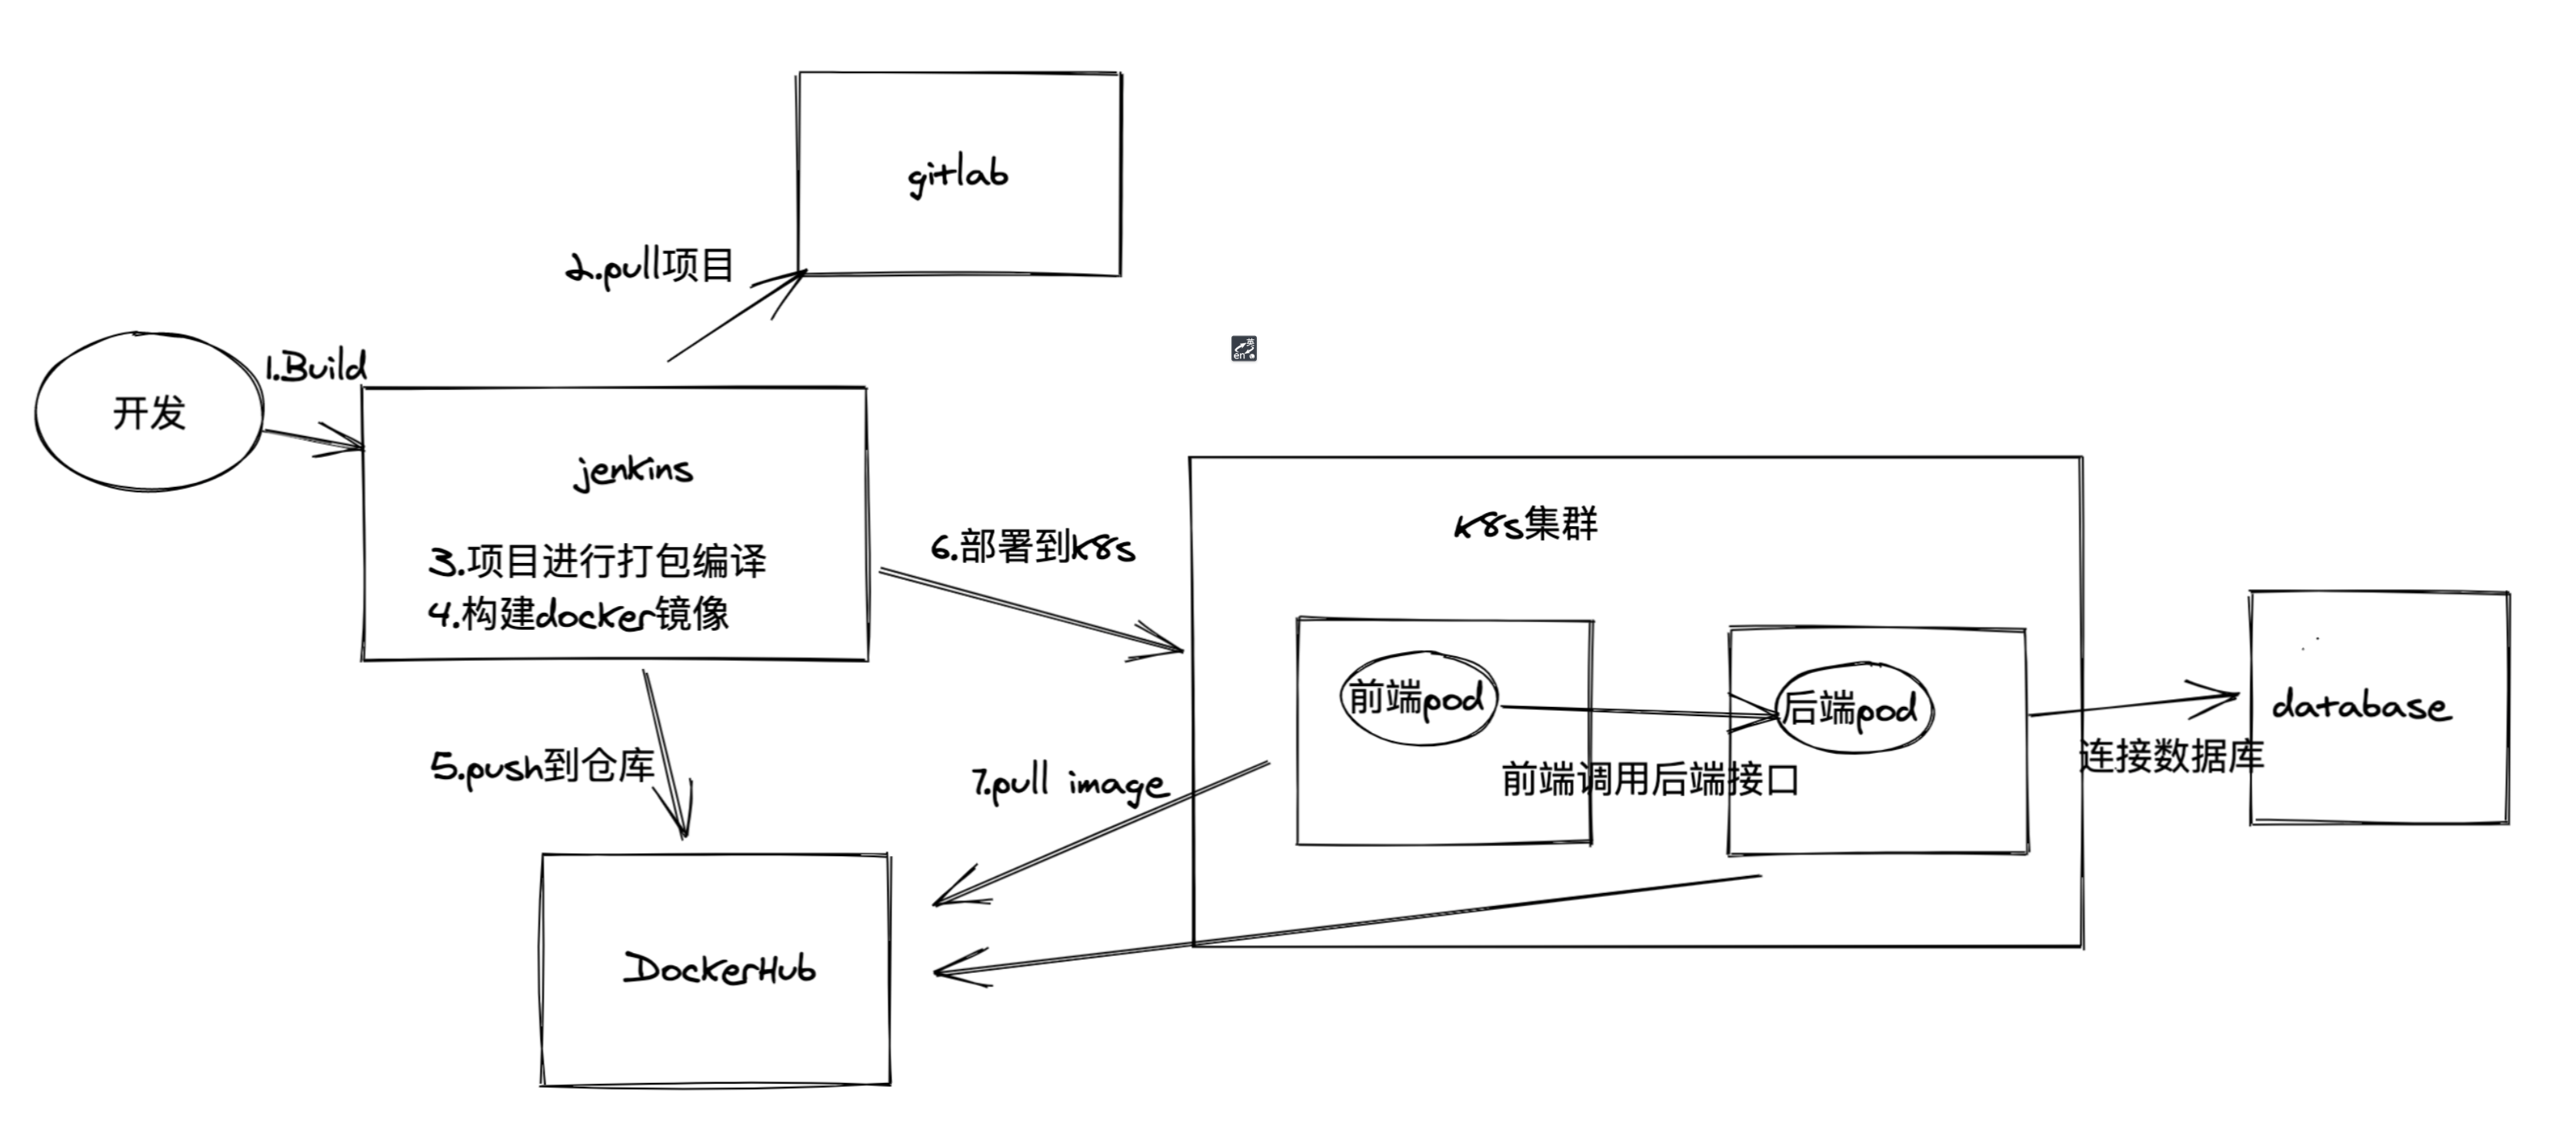 gitlab
2.pull项目
1.Build
开发
en
英
jenkins
3.项目进行打包编译
4.构建docker镜像
6.部署到k8s
k8s集群
前端pod
后端pod
database
前端调用后端接口
连接数据库
5.push到仓库
7.pull image
DockerHub